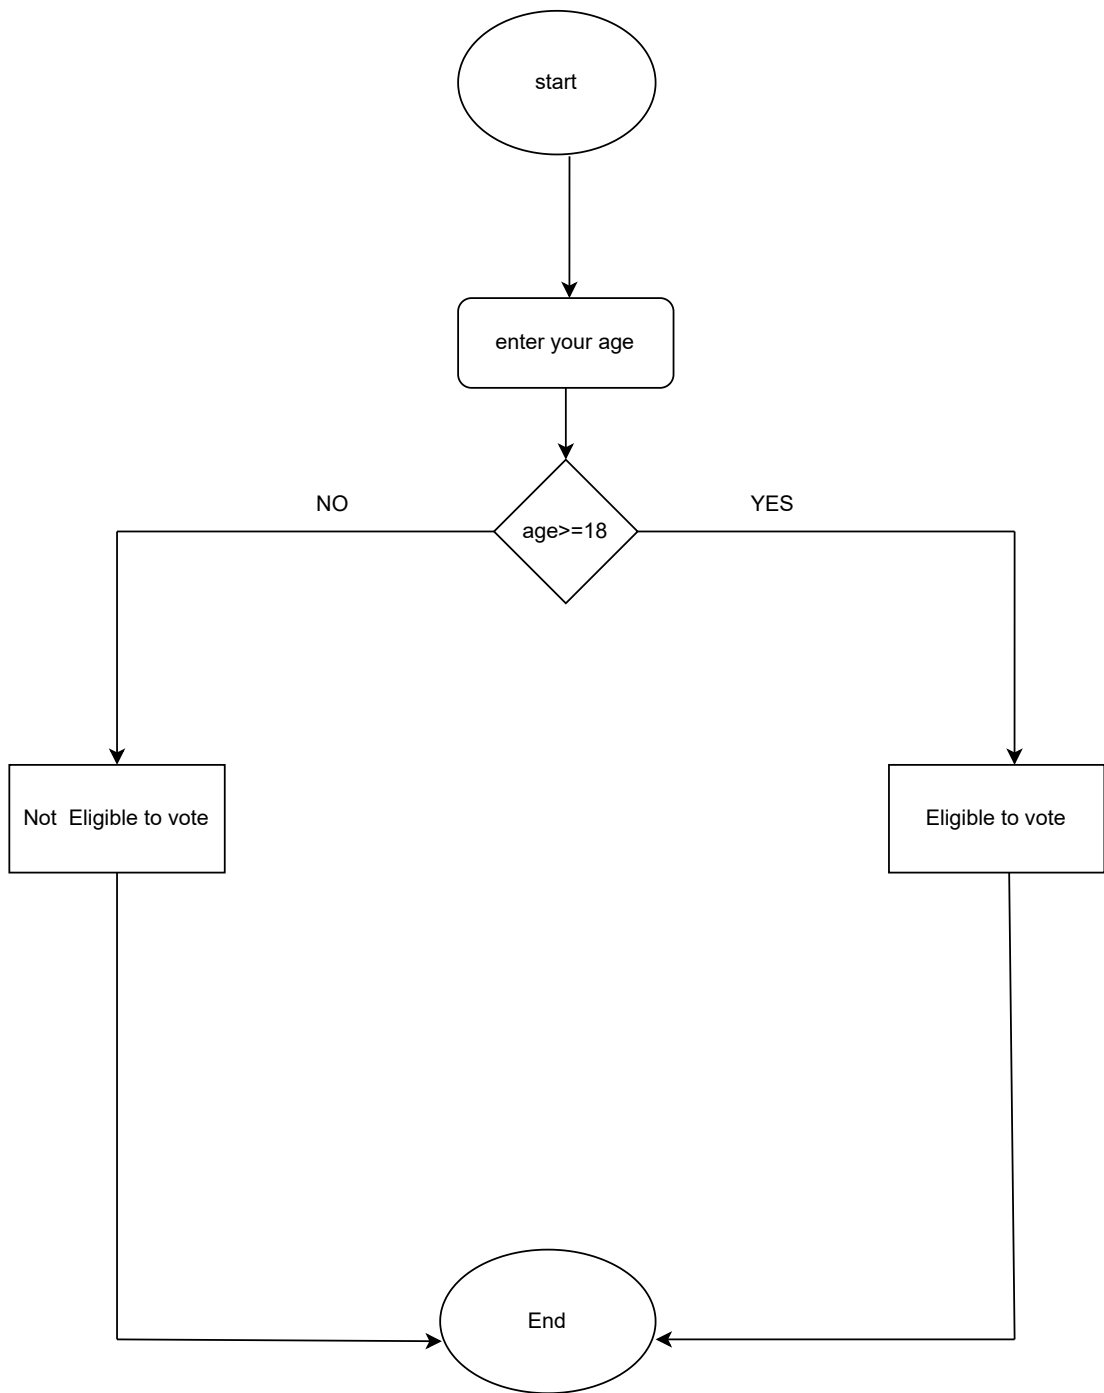 start
enter your age
NO
YES
age>=18
Not  Eligible to vote
Eligible to vote
End